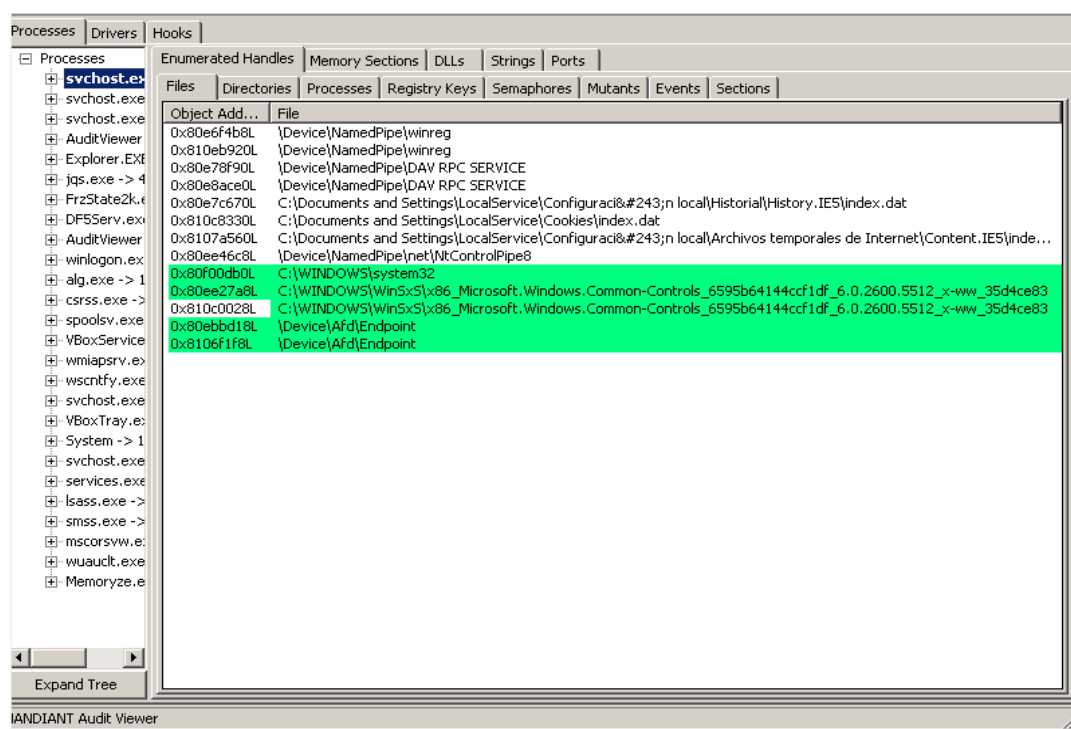 Processes Drivers Hooks
Processes
svchost.ex
svchost.exe
svchost.exe
AuditViewer
Explorer.EXE
jqs.exe -> 4
FrzState2k.e
DF5Serv.exe
AuditViewer
winlogon.ex
alg.exe -> 1
csrss.exe ->
spoolsv.exe
VBoxService
wmiapsrv.ex
wscntfy.exe
svchost.exe
VBoxTray.ex
System -> 1
svchost.exe
services.exe
lsass.exe ->
smss.exe ->
mscorsvw.e
wuauclt.exe
Memoryze.e
Expand Tree
Enumerated Handles Memory Sections DLLs Strings Ports
Files Directories Processes Registry Keys Semaphores Mutants Events Sections
Object Add... File
0x80e6f4b8L \Device\NamedPipe\winreg
0x810eb920L \Device\NamedPipe\winreg
0x80e78f90L \Device\NamedPipe\DAV RPC SERVICE
0x80e8ace0L \Device\NamedPipe\DAV RPC SERVICE
0x80e7c670L C:\Documents and Settings\LocalService\Configuraci&#243;n local\Historial\History.IE5\index.dat
0x810c8330L C:\Documents and Settings\LocalService\Cookies\index.dat
0x8107a560L C:\Documents and Settings\LocalService\Configuraci&#243;n local\Archivos temporales de Internet\Content.IE5\inde...
0x80ee46c8L \Device\NamedPipe\net\NtControlPipe8
0x80f00db0L C:\WINDOWS\system32
0x80ee27a8L C:\WINDOWS\WinSxS\x86_Microsoft.Windows.Common-Controls_6595b64144ccf1df_6.0.2600.5512_x-ww_35d4ce83
0x810c0028L C:\WINDOWS\WinSxS\x86_Microsoft.Windows.Common-Controls_6595b64144ccf1df_6.0.2600.5512_x-ww_35d4ce83
0x80ebbd18L \Device\Afd\Endpoint
0x8106f1f8L \Device\Afd\Endpoint
IANDIANT Audit Viewer